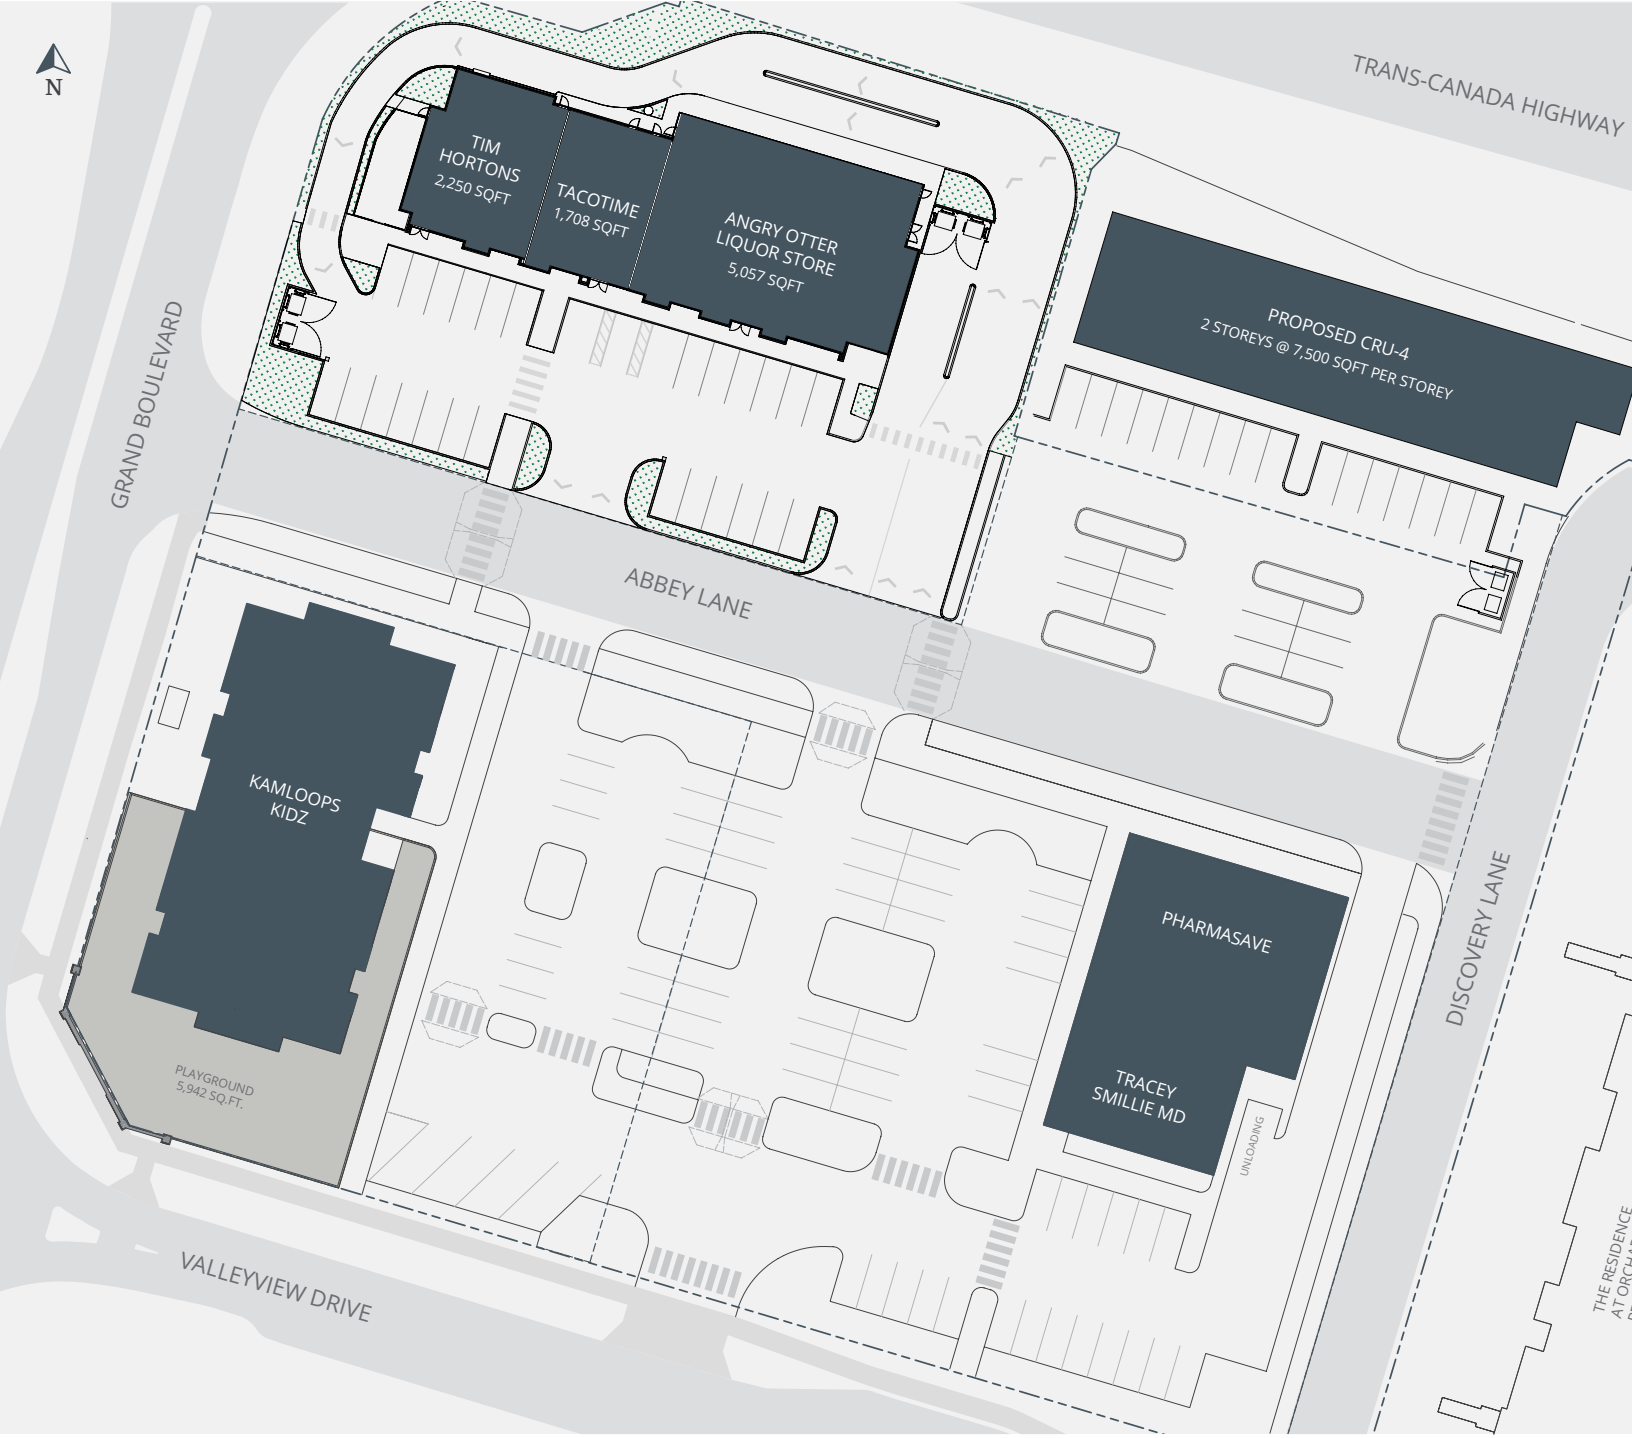 N
TRANS-CANADA HIGHWAY
TIM
HORTONS
2,250 SQFT
TACOTIME
1,708 SQFT
ANGRY OTTER
LIQUOR STORE
5,057 SQFT
PROPOSED CRU-4
2 STOREYS @ 7,500 SQFT PER STOREY
GRAND BOULEVARD
ABBEY LANE
KAMLOOPS
KIDZ
PHARMASAVE
DISCOVERY LANE
PLAYGROUND
5,942 SQ.FT.
TRACEY
SMILLIE MD
UNLOADING
VALLEYVIEW DRIVE
THE RESIDENCE
AT ORCHA